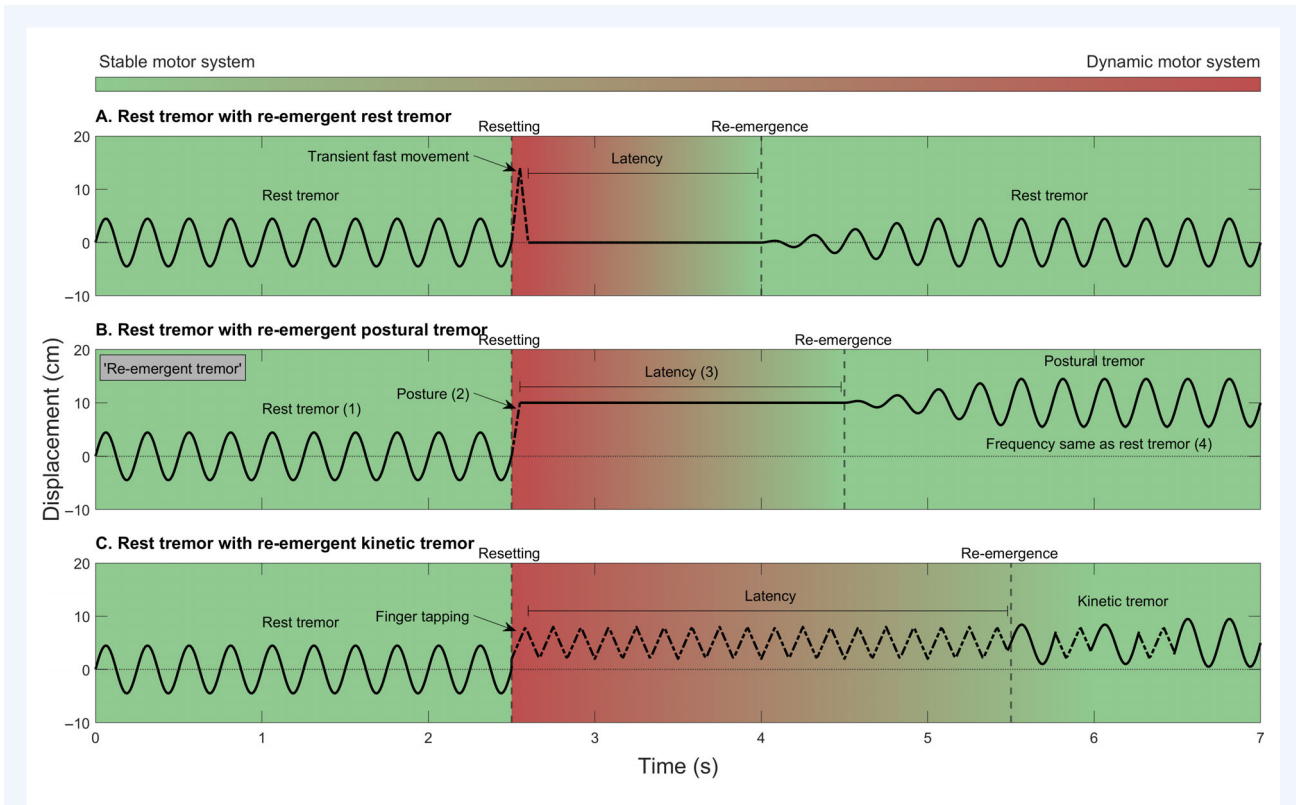 Stable motor system
Dynamic motor system
A. Rest tremor with re-emergent rest tremor
Resetting
Re-emergence
20
10
0
–10
Transient fast movement
Latency
Rest tremor
Rest tremor
B. Rest tremor with re-emergent postural tremor
Resetting
Re-emergence
20
10
0
–10
'Re-emergent tremor'
Rest tremor (1)
Posture (2)
Latency (3)
Postural tremor
Frequency same as rest tremor (4)
Displacement (cm)
C. Rest tremor with re-emergent kinetic tremor
Resetting
Re-emergence
20
10
0
–10
Rest tremor
Finger tapping
Latency
Kinetic tremor
0 1 2 3 4 5 6 7
Time (s)